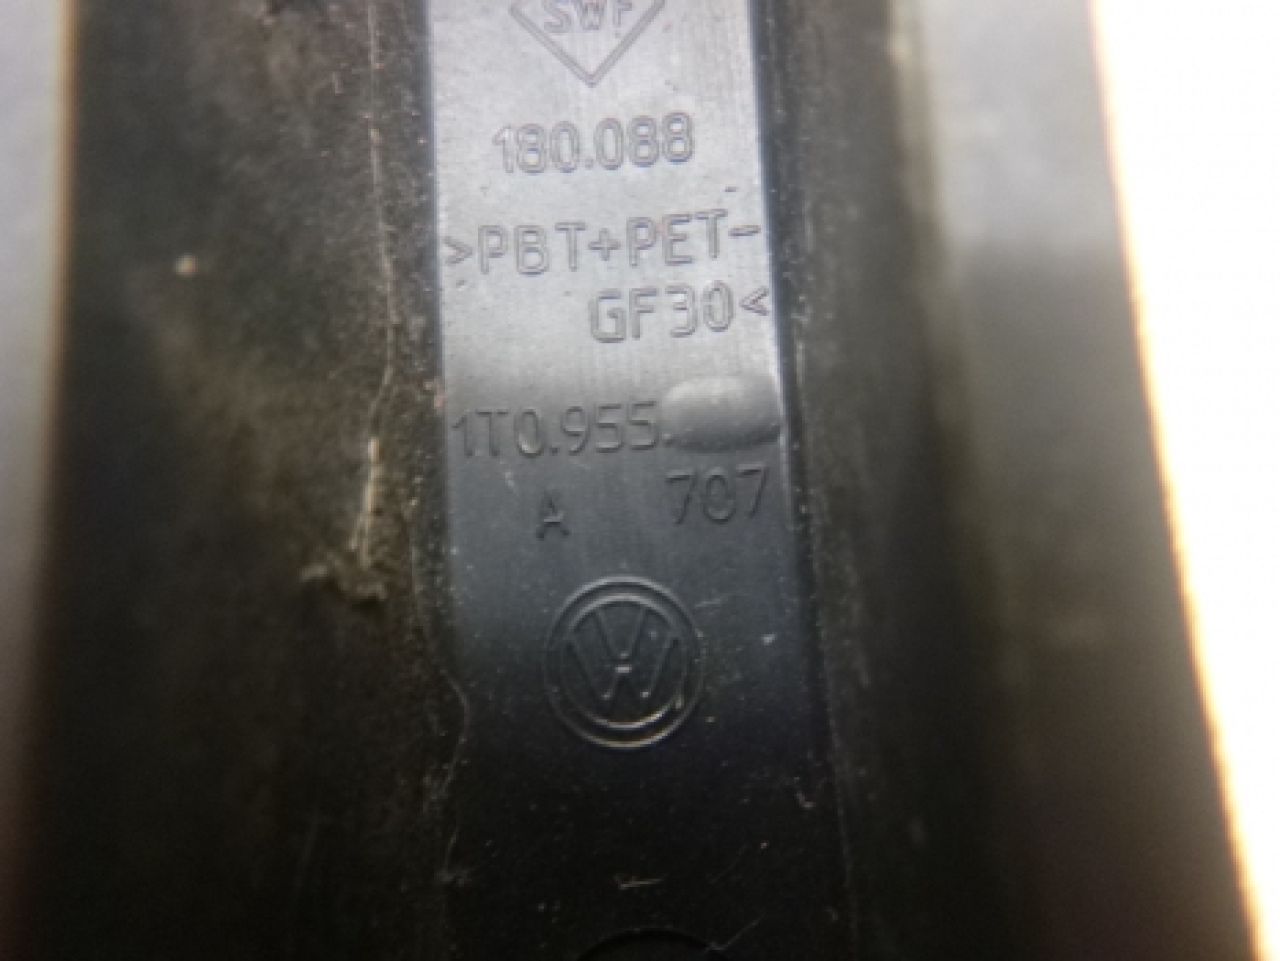 SWF
180.088
>PBT+PET-
GF30<
1T0.955.
A 707